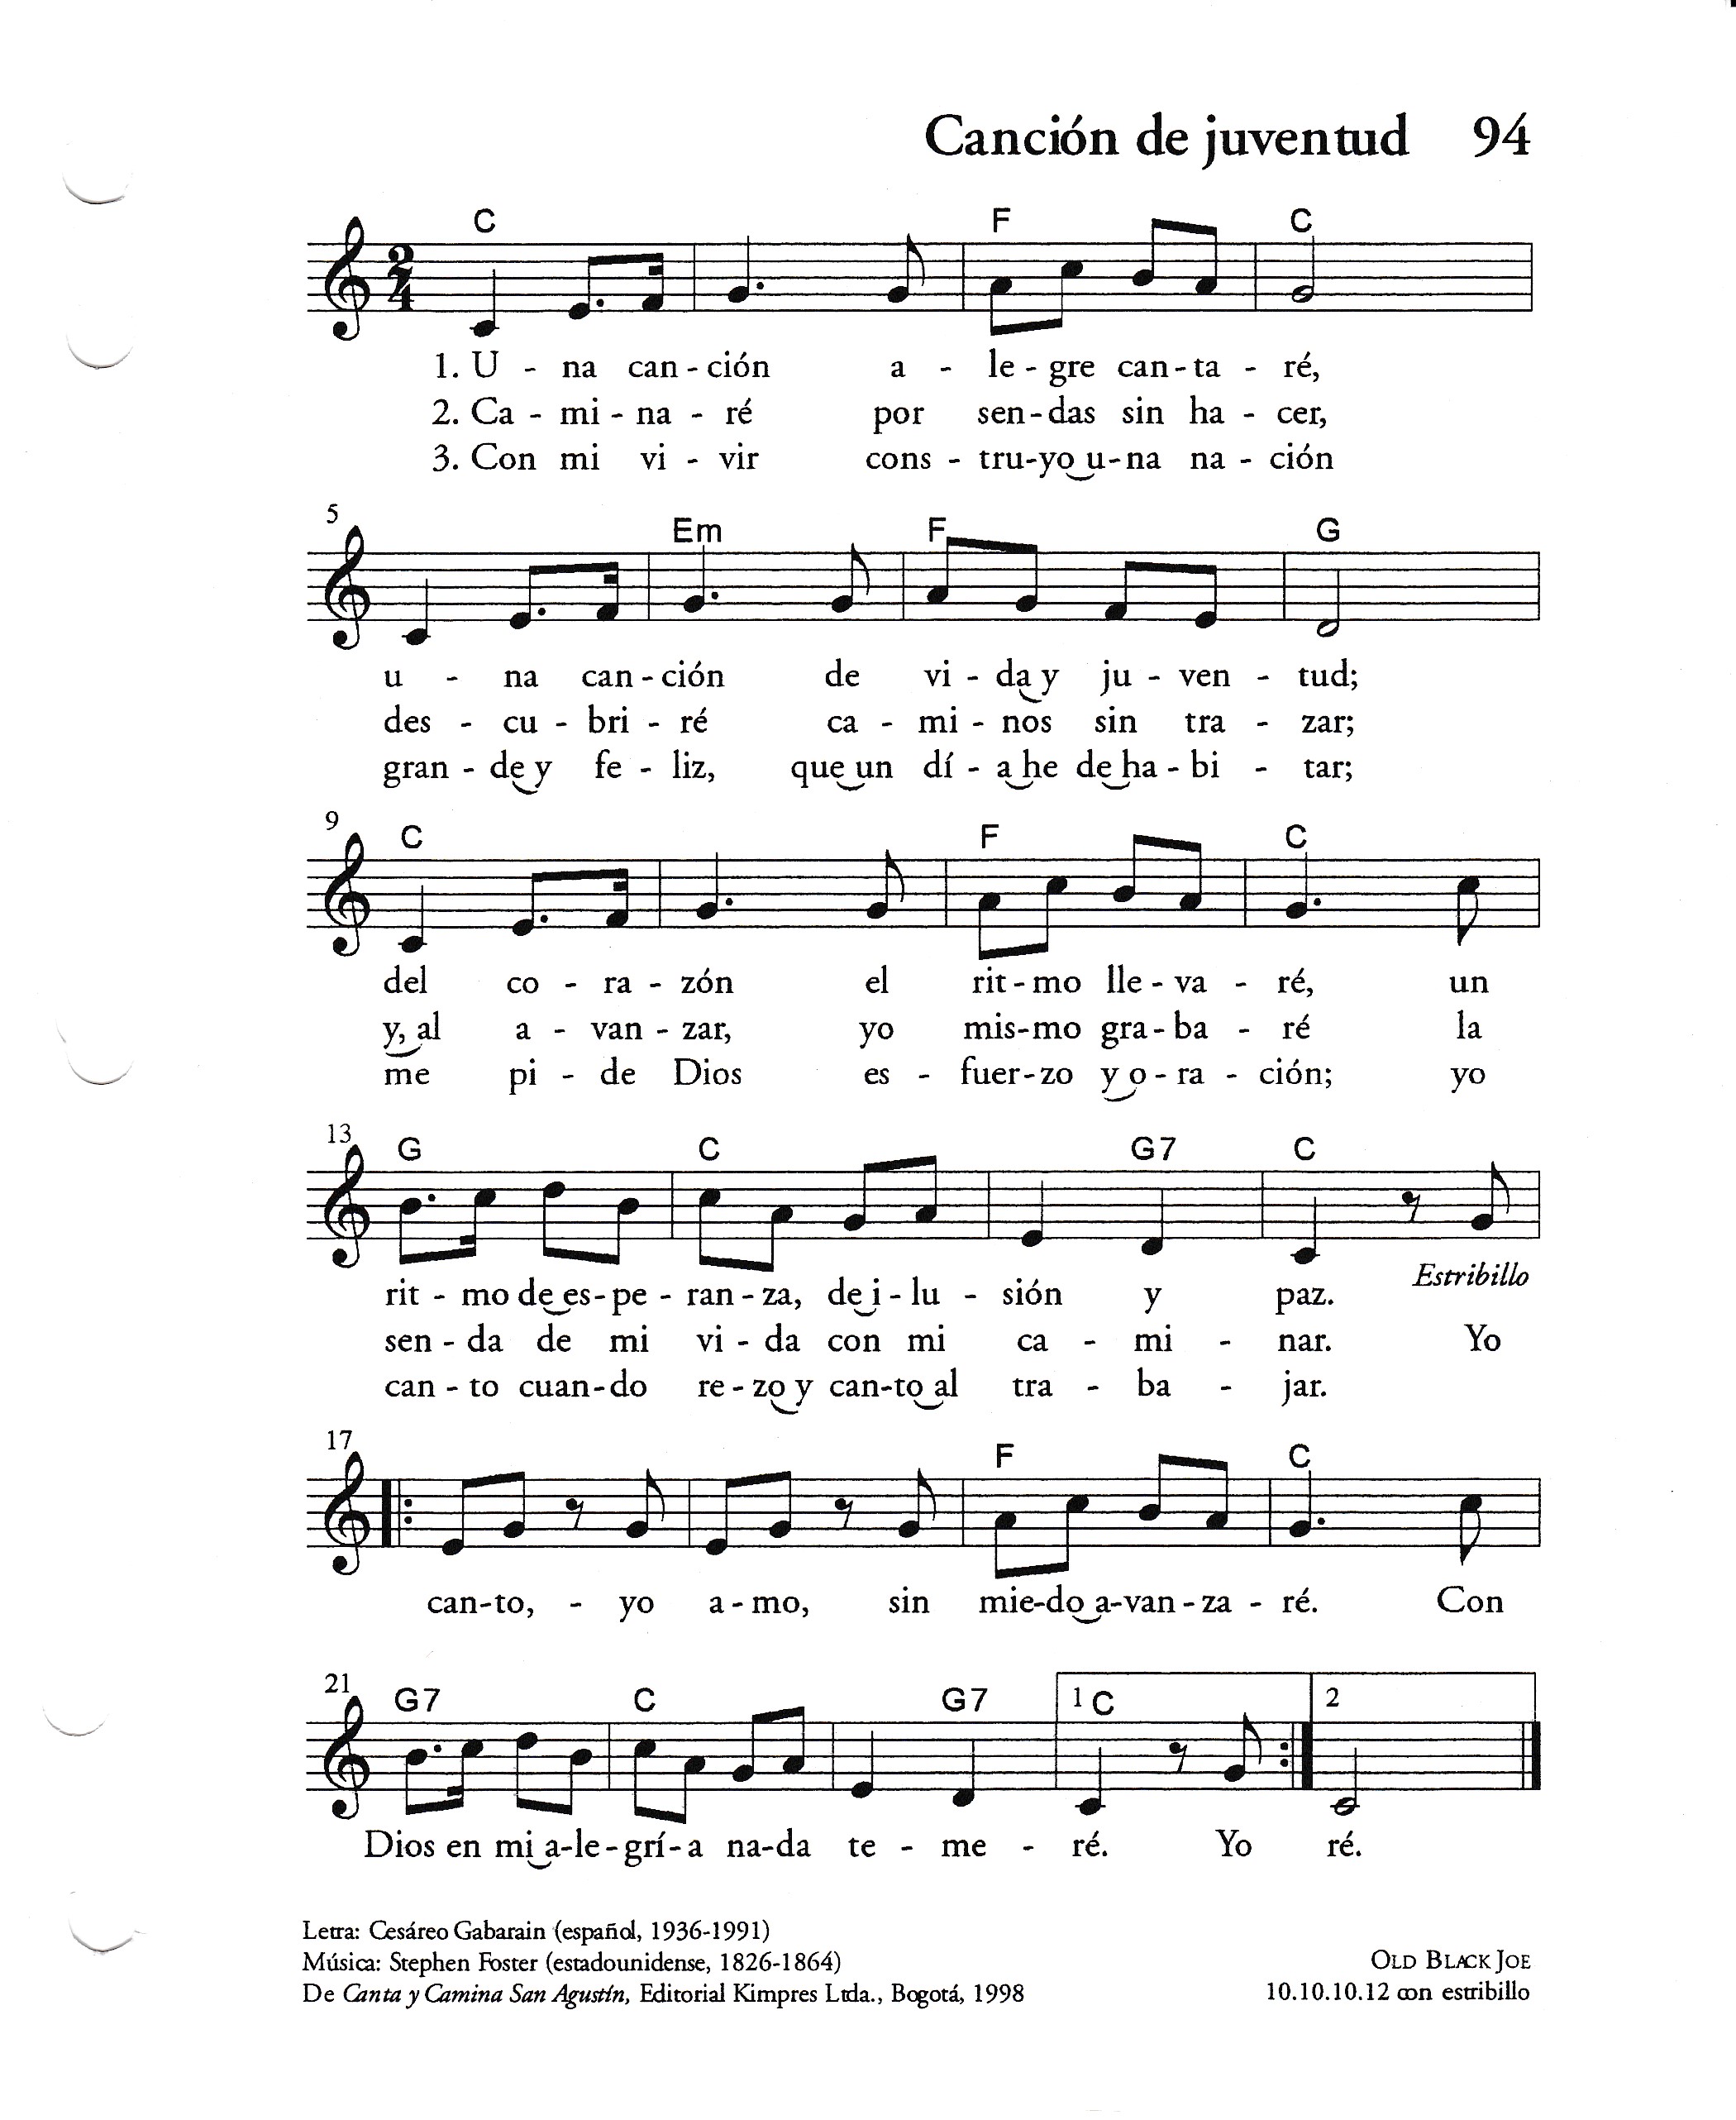 Canción de juventud 94
C F C
2
4
1. U - na can - ción a - le - gre can - ta - ré,
2. Ca - mi - na - ré por sen - das sin ha - cer,
3. Con mi vi - vir cons - tru - yo u - na na - ción
5
Em F G
u - na can - ción de vi - da y ju - ven - tud;
des - cu - bri - ré ca - mi - nos sin tra - zar;
gran - de y fe - liz, que un dí - a he de ha - bi - tar;
9
C F C
del co - ra - zón el rit - mo lle - va - ré, un
y, al a - van - zar, yo mis - mo gra - ba - ré la
me pi - de Dios es - fuer - zo y o - ra - ción; yo
13
G C G7 C
Estribillo
rit - mo de es - pe - ran - za, de i - lu - sión y paz.
sen - da de mi vi - da con mi ca - mi - nar. Yo
can - to cuan - do re - zo y can - to al tra - ba - jar.
17
F C
can - to, - yo a - mo, sin mie - do a - van - za - ré. Con
21
G7 C G7 1 C 2
Dios en mi a - le - grí - a na - da te - me - ré. Yo ré.
Letra: Cesáreo Gabarain (español, 1936-1991)
Música: Stephen Foster (estadounidense, 1826-1864)
De Canta y Camina San Agustín, Editorial Kimpres Ltda., Bogotá, 1998
OLD BLACK JOE
10.10.10.12 con estribillo